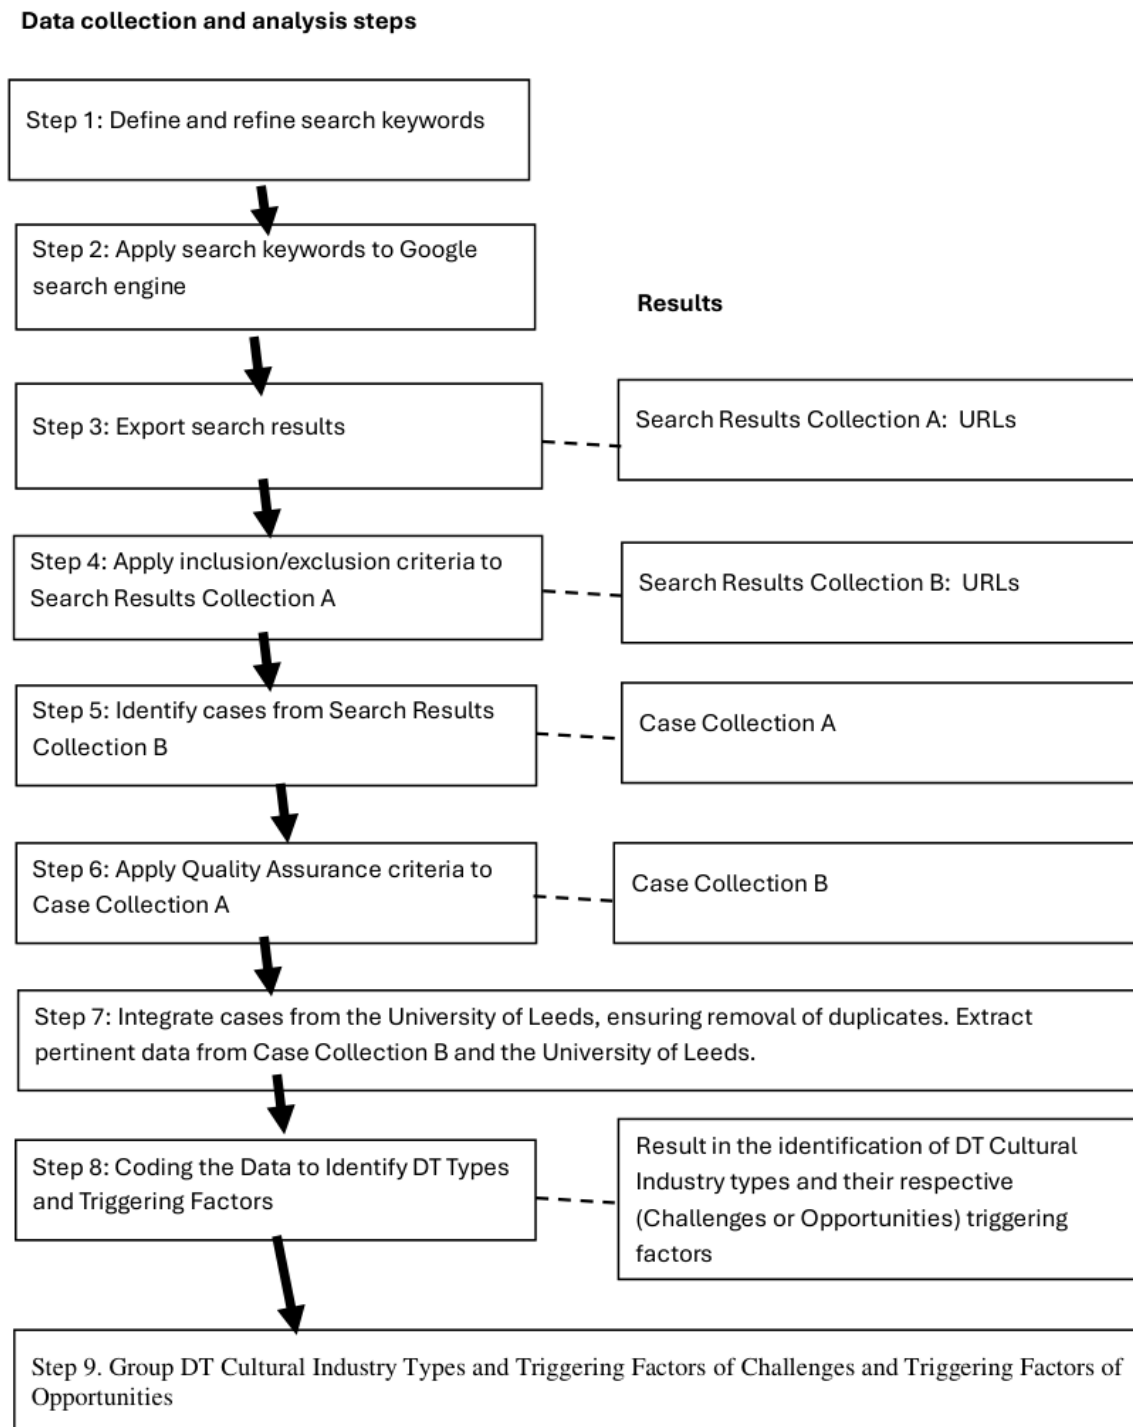 Data collection and analysis steps
Step 1: Define and refine search keywords
Step 2: Apply search keywords to Google
search engine
Results
Step 3: Export search results
Search Results Collection A:  URLs
Step 4: Apply inclusion/exclusion criteria to
Search Results Collection A
Search Results Collection B:  URLs
Step 5: Identify cases from Search Results
Collection B
Case Collection A
Step 6: Apply Quality Assurance criteria to
Case Collection A
Case Collection B
Step 7: Integrate cases from the University of Leeds, ensuring removal of duplicates. Extract
pertinent data from Case Collection B and the University of Leeds.
Step 8: Coding the Data to Identify DT Types
and Triggering Factors
Result in the identification of DT Cultural
Industry types and their respective
(Challenges or Opportunities) triggering
factors
Step 9. Group DT Cultural Industry Types and Triggering Factors of Challenges and Triggering Factors of
Opportunities